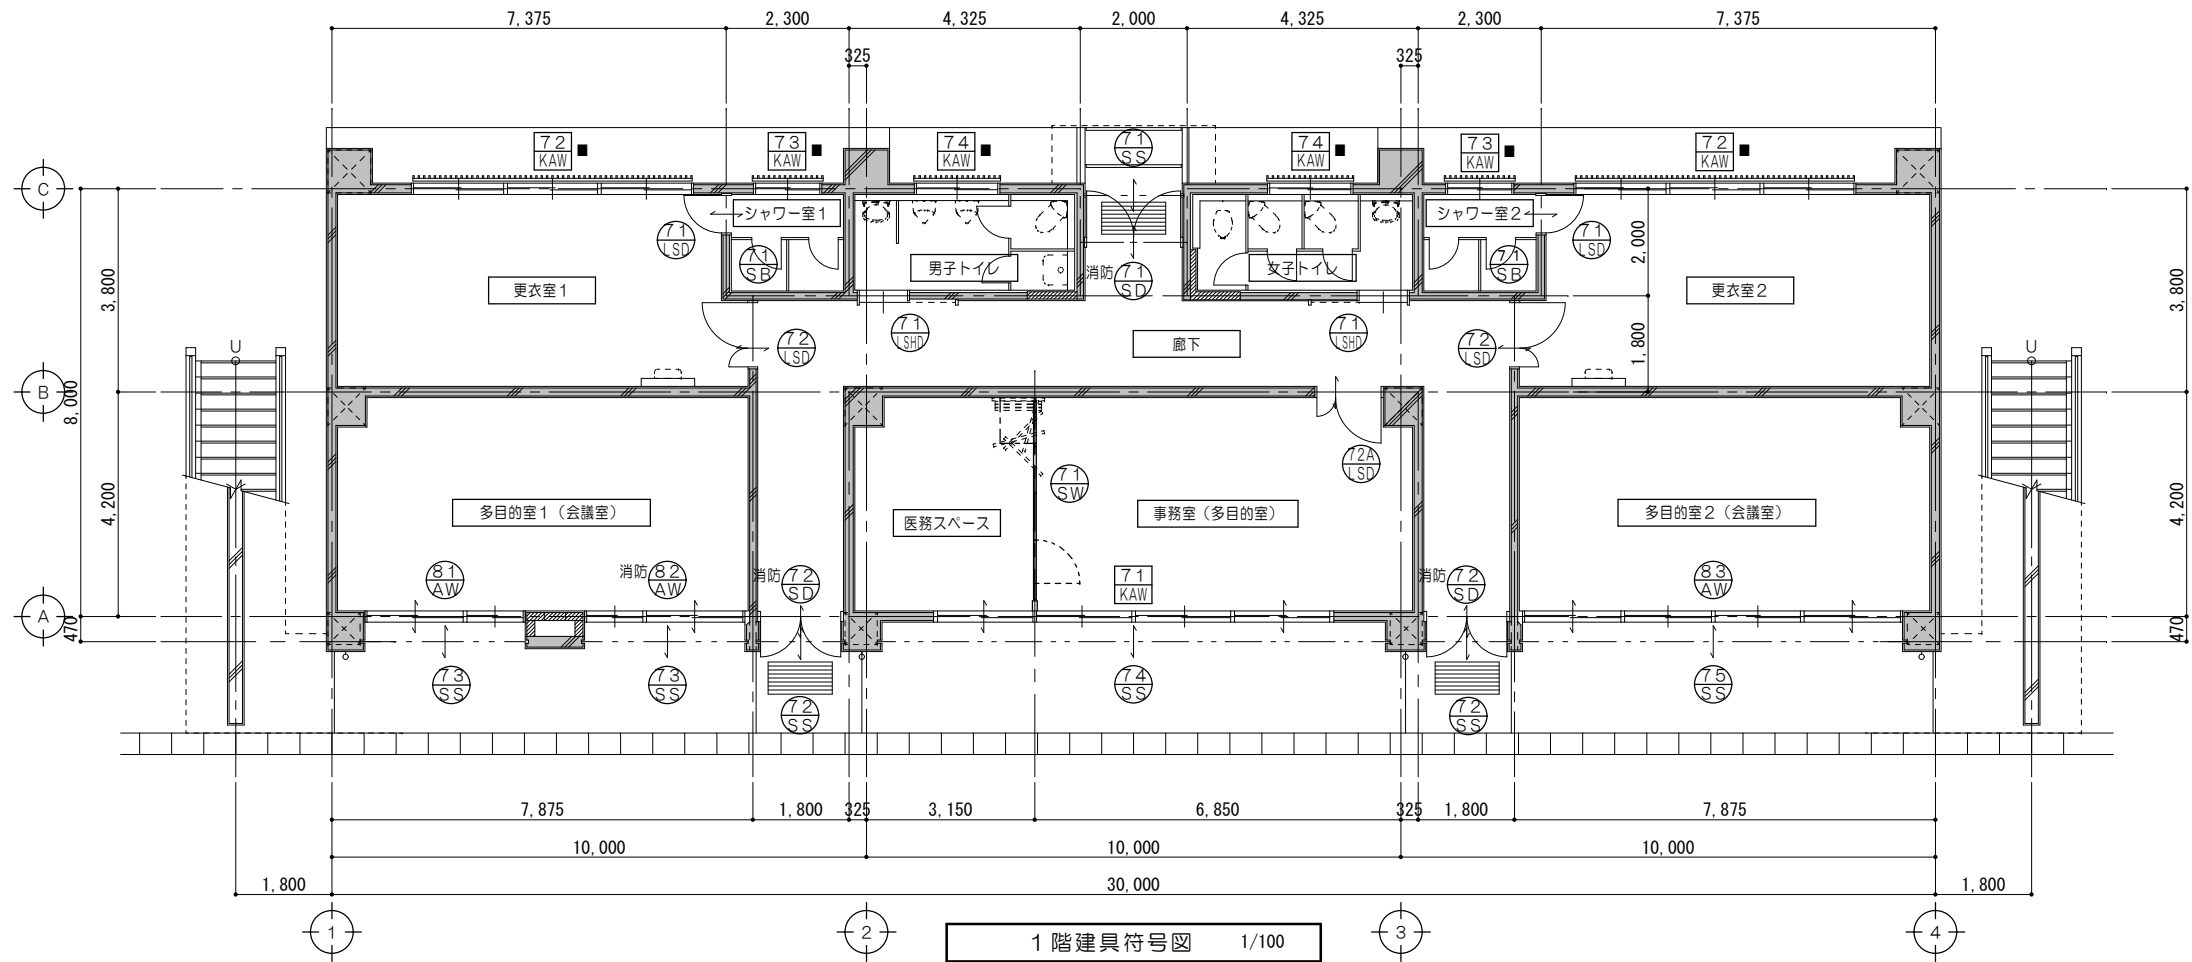 7,375 2,300 4,325 2,000 4,325 2,300 7,375
325 325
72 KAW
73 KAW
74 KAW
71 SS
74 KAW
73 KAW
72 KAW
C
シャワー室1
シャワー室2
71 LSD
71 SB
男子トイレ
消防 71 SD
女子トイレ
71 SB
71 LSD
2,000
3,800
更衣室1
更衣室2
3,800
U
72 LSD
71 LSHD
廊下
71 LSHD
72 LSD
1,800
U
B
8,000
72A LSD
71 SW
4,200
多目的室1(会議室)
医務スペース
事務室(多目的室)
多目的室2(会議室)
4,200
81 AW
消防 82 AW
消防 72 SD
71 KAW
消防 72 SD
83 AW
A
470
470
73 SS
73 SS
72 SS
74 SS
72 SS
75 SS
7,875 1,800 325 3,150 6,850 325 1,800 7,875
10,000 10,000 10,000
1,800 30,000 1,800
1 2 3 4
1階建具符号図 1/100